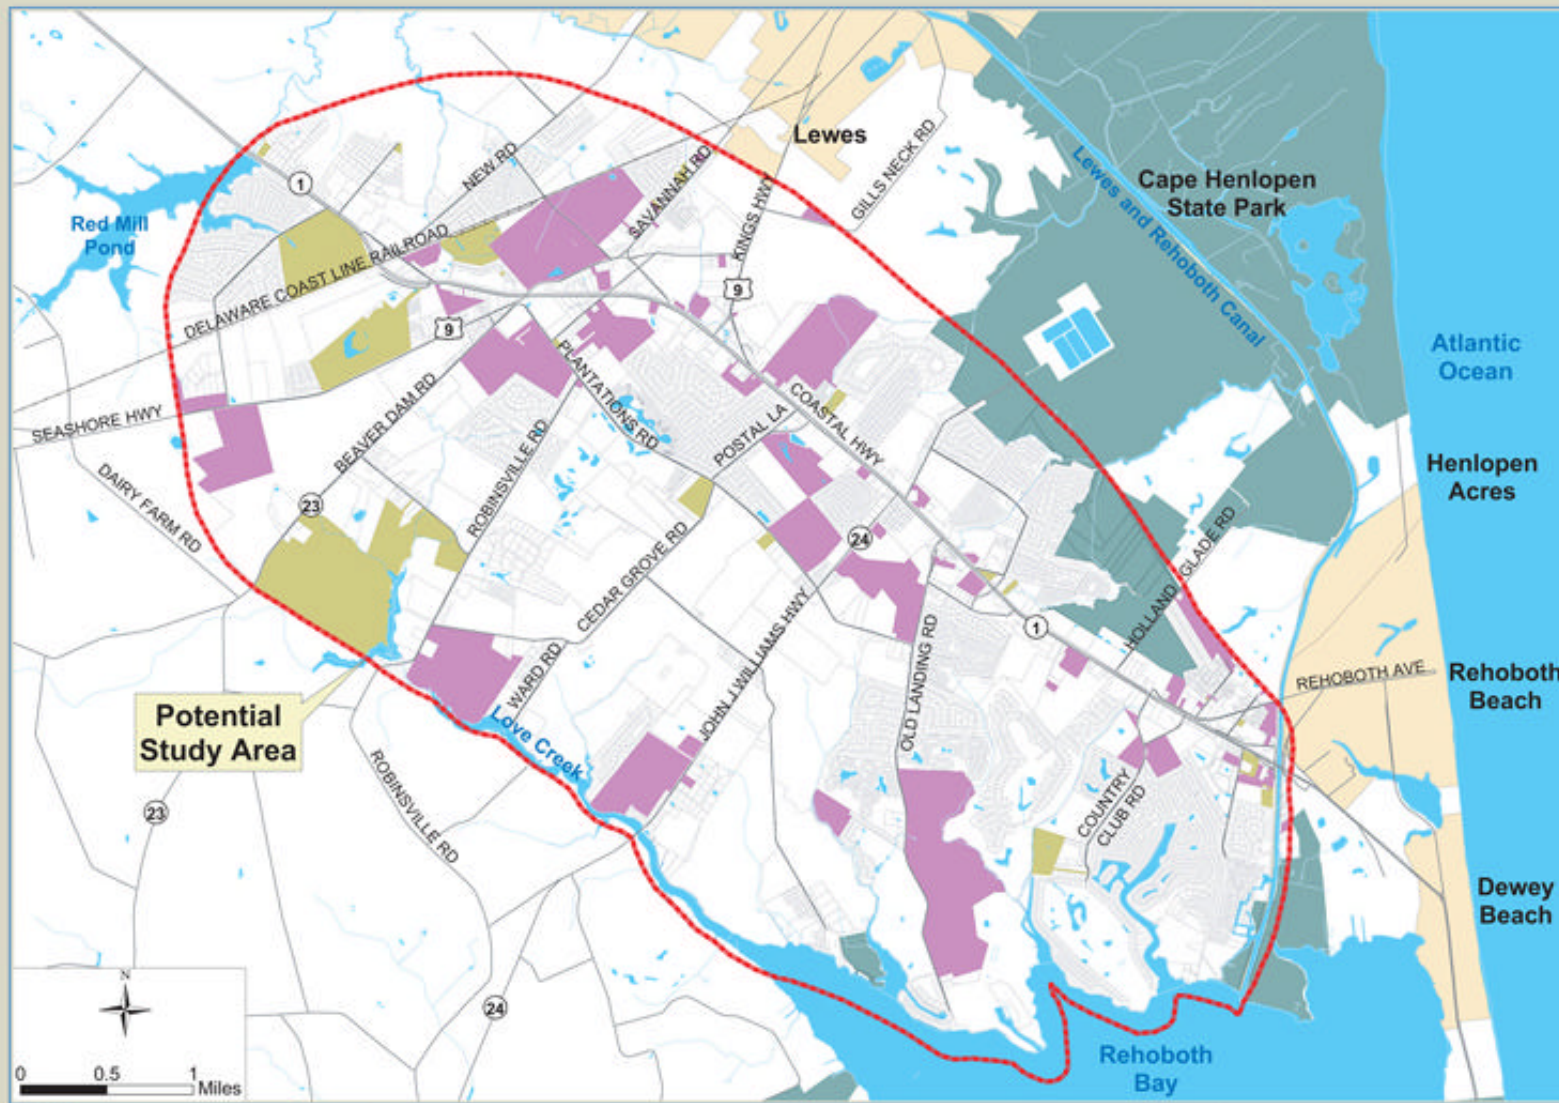 Lewes
GILLS NECK RD
Lewes and Rehoboth Canal
Cape Henlopen
State Park
NEW RD
SAVANNAH RD
KINGS HWY
1
Red Mill
Pond
DELAWARE COAST LINE RAILROAD
9
9
Atlantic
Ocean
SEASHORE HWY
BEAVER DAM RD
PLANTATIONS RD
POSTAL LA
COASTAL HWY
Henlopen
Acres
DAIRY FARM RD
23
ROBINSVILLE RD
24
HOLLAND GLADE RD
CEDAR GROVE RD
1
JOHN J WILLIAMS HWY
OLD LANDING RD
WARD RD
REHOBOTH AVE
Rehoboth
Beach
Potential
Study Area
Love Creek
ROBINSVILLE RD
23
COUNTRY
CLUB RD
Dewey
Beach
24
N
0 0.5 1
Miles
Rehoboth
Bay